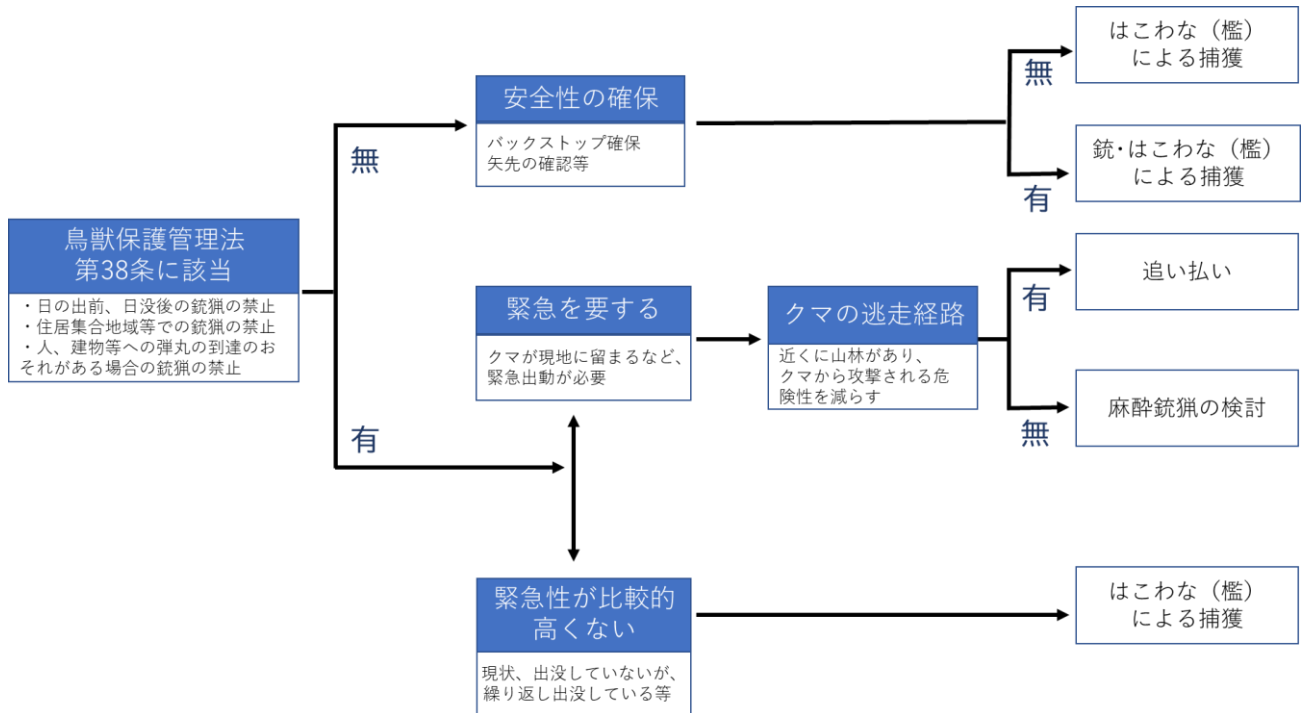 鳥獣保護管理法
第38条に該当
・日の出前、日没後の銃猟の禁止
・住居集合地域等での銃猟の禁止
・人、建物等への弾丸の到達のお
それがある場合の銃猟の禁止
無
有
安全性の確保
バックストップ確保
矢先の確認等
無
有
はこわな（檻）
による捕獲
銃・はこわな（檻）
による捕獲
緊急を要する
クマが現地に留まるなど、
緊急出動が必要
クマの逃走経路
近くに山林があり、
クマから攻撃される危
険性を減らす
有
無
追い払い
麻酔銃猟の検討
緊急性が比較的
高くない
現状、出没していないが、
繰り返し出没している等
はこわな（檻）
による捕獲